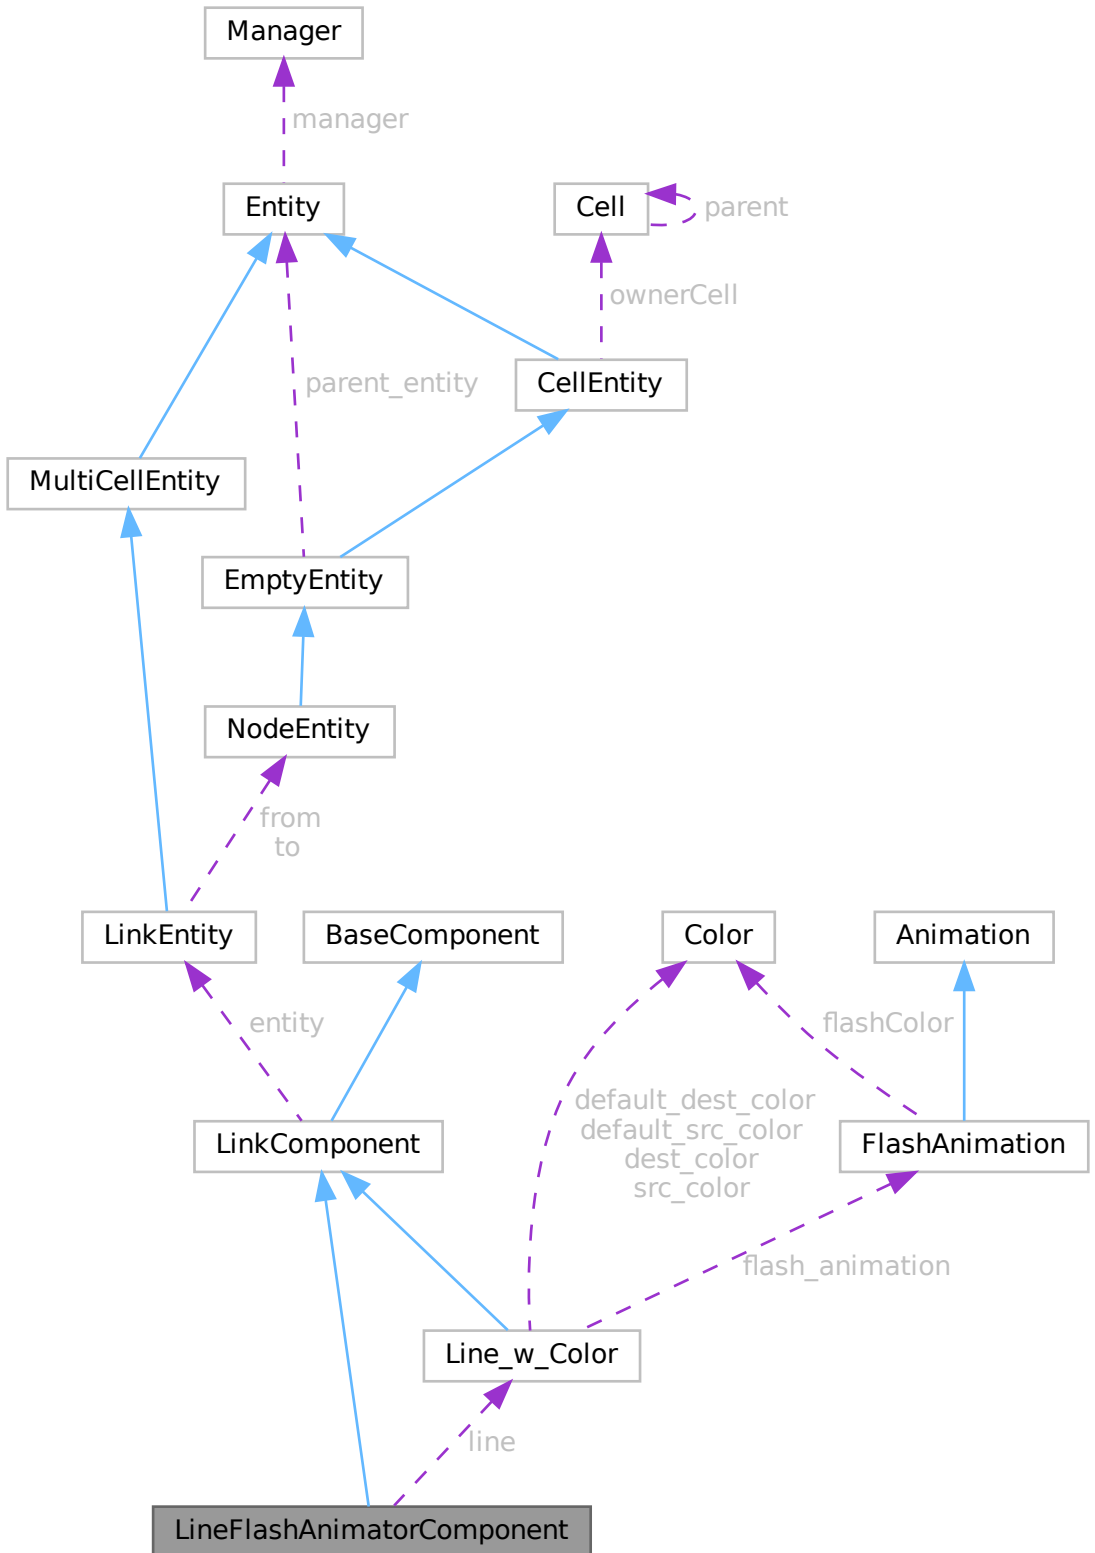 Manager
manager
Entity
Cell
parent
ownerCell
parent_entity
CellEntity
MultiCellEntity
EmptyEntity
NodeEntity
from
to
LinkEntity
BaseComponent
Color
Animation
entity
flashColor
default_dest_color
default_src_color
dest_color
src_color
LinkComponent
FlashAnimation
flash_animation
Line_w_Color
line
LineFlashAnimatorComponent